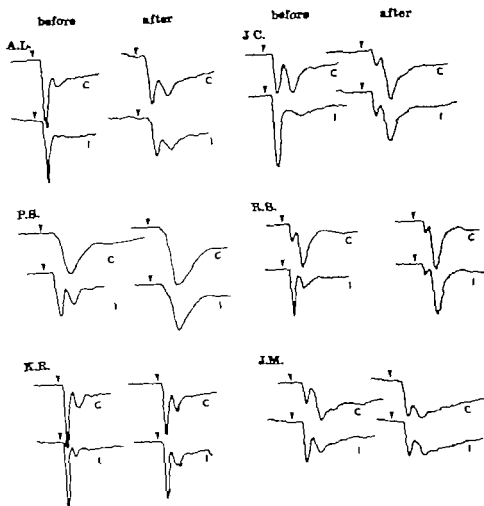 before after before after
A.L. J.C.
C C C C
I I I I
P.S. R.S.
C C C C
I I I I
K.R. J.M.
C C C C
I I I I